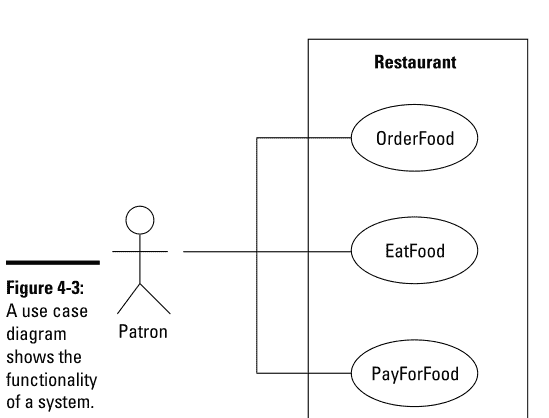 Restaurant
OrderFood
EatFood
PayForFood
Patron
Figure 4-3:
A use case
diagram
shows the
functionality
of a system.